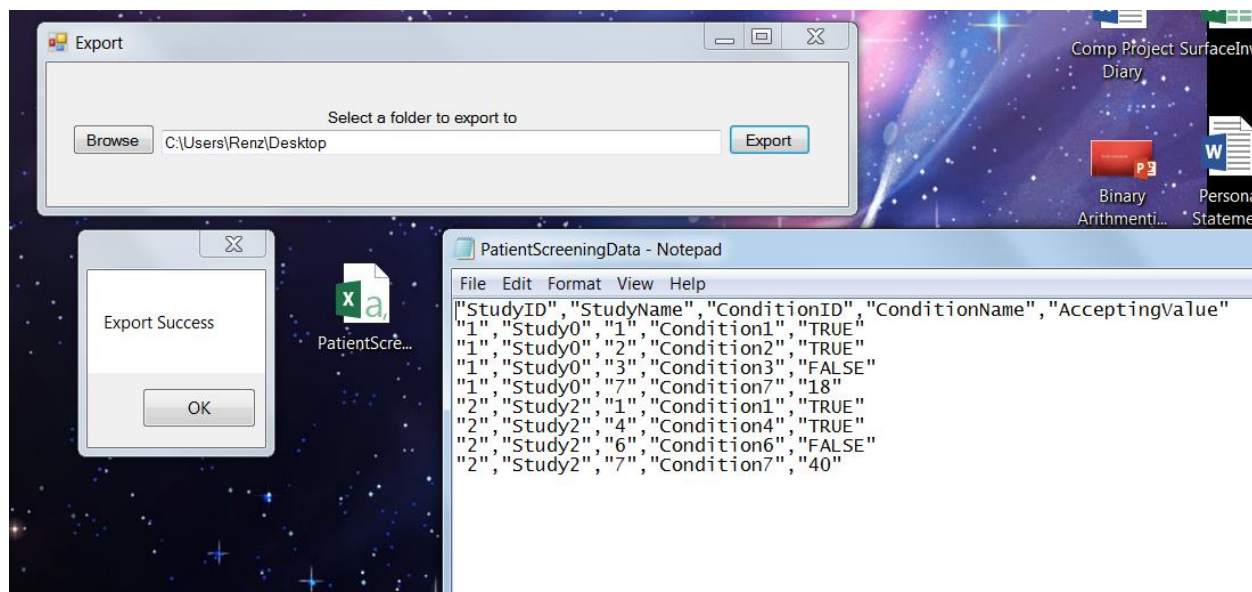 Export
Select a folder to export to
Browse
C:\Users\Renz\Desktop
Export
Comp Project
Diary
Binary
Arithmenti...
Export Success
OK
PatientScre...
PatientScreeningData - Notepad
File Edit Format View Help
"StudyID","StudyName","ConditionID","ConditionName","AcceptingValue"
"1","Study0","1","Condition1","TRUE"
"1","Study0","2","Condition2","TRUE"
"1","Study0","3","Condition3","FALSE"
"1","Study0","7","Condition7","18"
"2","Study2","1","Condition1","TRUE"
"2","Study2","4","Condition4","TRUE"
"2","Study2","6","Condition6","FALSE"
"2","Study2","7","Condition7","40"